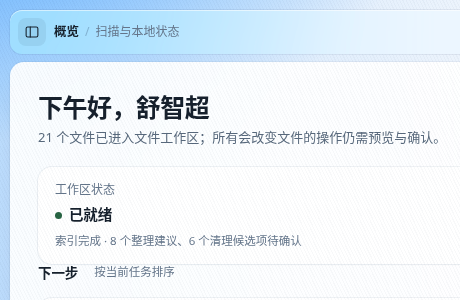 概览 / 扫描与本地状态
下午好，舒智超
21 个文件已进入文件工作区；所有会改变文件的操作仍需预览与确认。
工作区状态
已就绪
索引完成 · 8 个整理建议、6 个清理候选项待确认
下一步 按当前任务排序